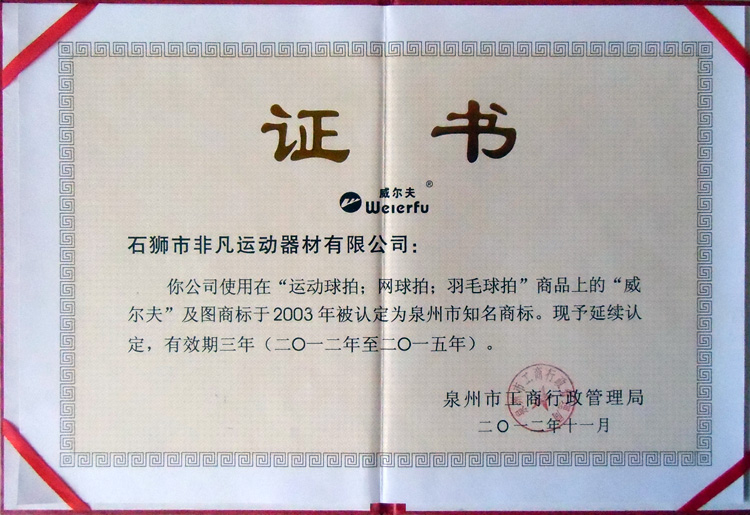 证 书
威尔夫®
Weierfu
石狮市非凡运动器材有限公司：
你公司使用在“运动球拍；网球拍；羽毛球拍”商品上的“威
尔夫”及图商标于2003年被认定为泉州市知名商标。现予延续认
定，有效期三年（二〇一二年至二〇一五年）。
泉州市工商行政管理局
二〇一二年十一月